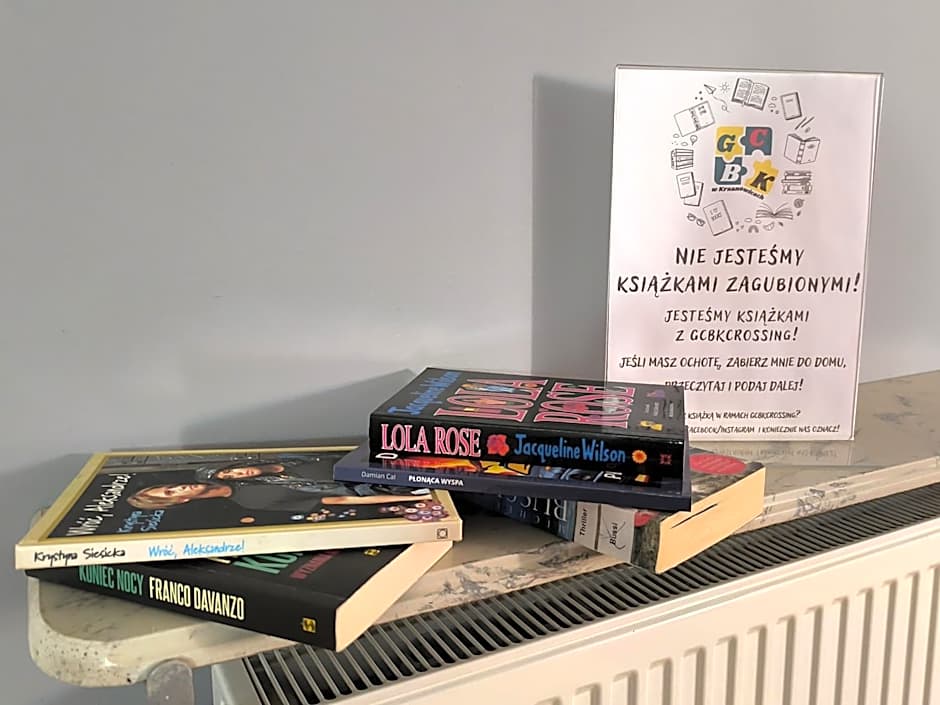 G C
B K
w Krzanowicach
NIE JESTEŚMY
KSIĄŻKAMI ZAGUBIONYMI!
JESTEŚMY KSIĄŻKAMI
Z GCBKCROSSING!
JEŚLI MASZ OCHOTĘ, ZABIERZ MNIE DO DOMU,
PRZECZYTAJ I PODAJ DALEJ!
KSIĄŻKĄ W RAMACH GCBKCROSSING?
FACEBOOK/INSTAGRAM I KONIECZNIE NAS OZNACZ!
Jacqueline Wilson
LOLA ROSE
LOLA ROSE Jacqueline Wilson
Damian Cal PŁONĄCA WYSPA
Thriller Bussi
Wróć, Aleksandrze!
Krystyna Siesicka
Krystyna Siesicka Wróć, Aleksandrze!
KONIEC NOCY FRANCO DAVANZO